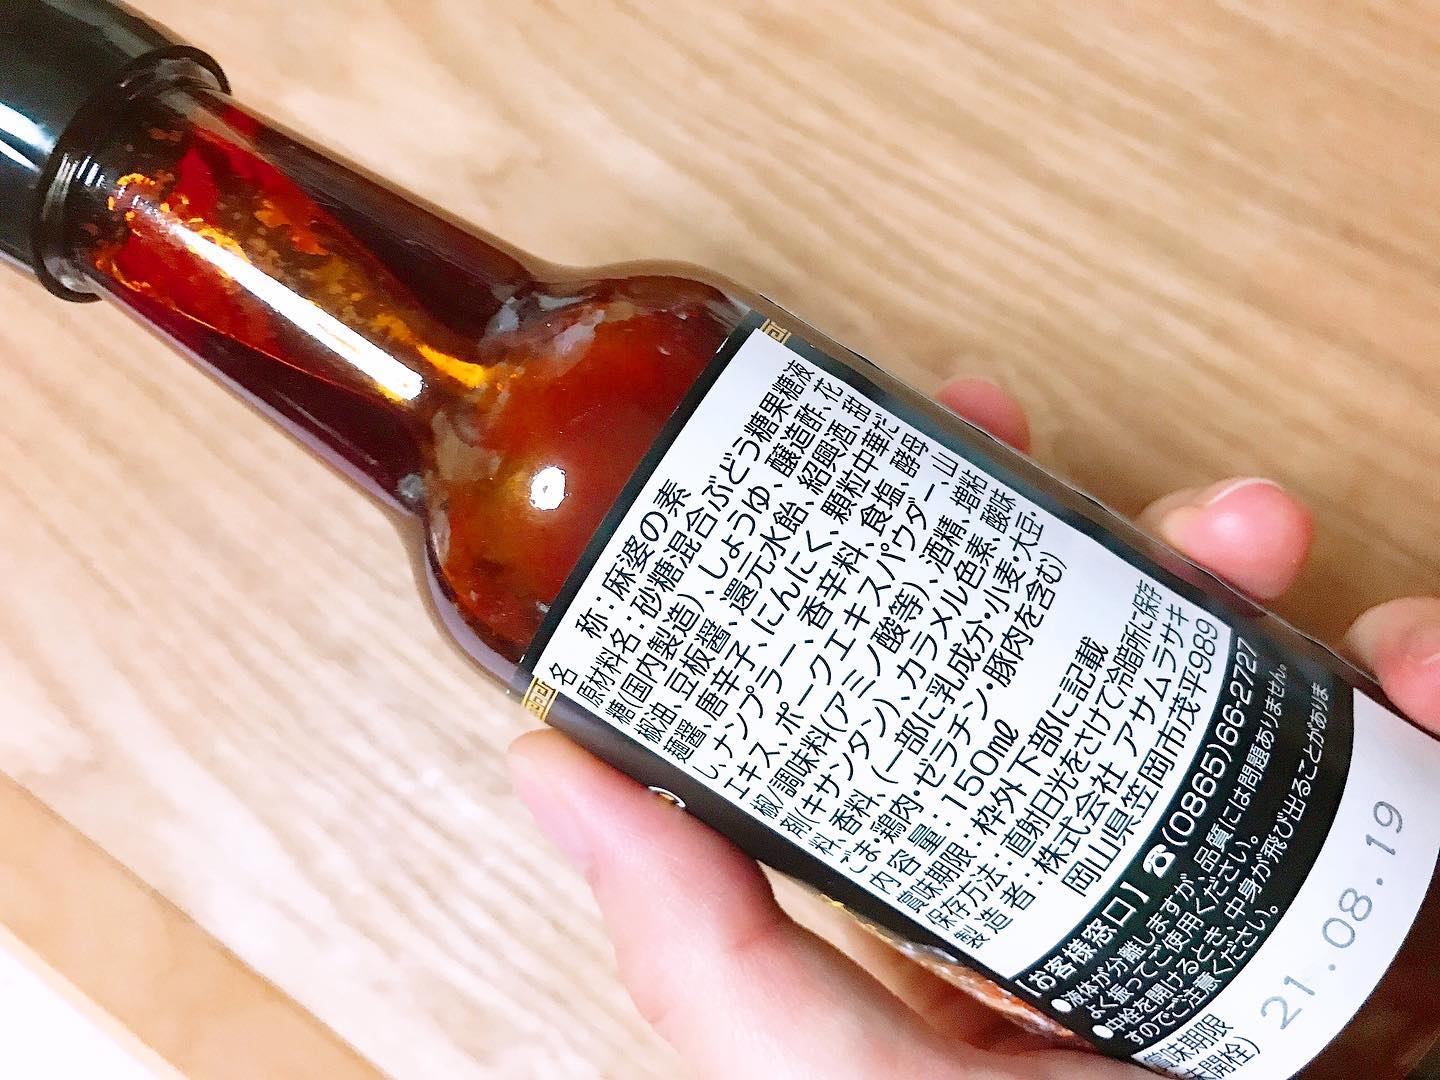 名　称：麻婆の素
原材料名：砂糖混合ぶどう糖果糖液
糖(国内製造)、しょうゆ、醸造酢、花
椒油、豆板醤、還元水飴、紹興酒、甜
麺醤、唐辛子、にんにく、顆粒中華だ
し、ナンプラー、香辛料、食塩、酵母
エキス、ポークエキスパウダー、山
椒/調味料(アミノ酸等)、酒精、増粘
剤(キサンタン)、カラメル色素、酸味
料、香料、(一部に乳成分・小麦・大豆・
ごま・鶏肉・ゼラチン・豚肉を含む)
内容量：150㎖
賞味期限：枠外下部に記載
保存方法：直射日光をさけて冷暗所に保存
製造者：株式会社アサムラサキ
岡山県笠岡市茂平989
【お客様窓口】☎(0865)66-2727
●液体が分離しますが、品質には問題ありません。
よく振ってご使用ください。
●中栓を開けるとき、中身が飛び出ることがありま
すのでご注意ください。
賞味期限
(未開栓)
21.08.19